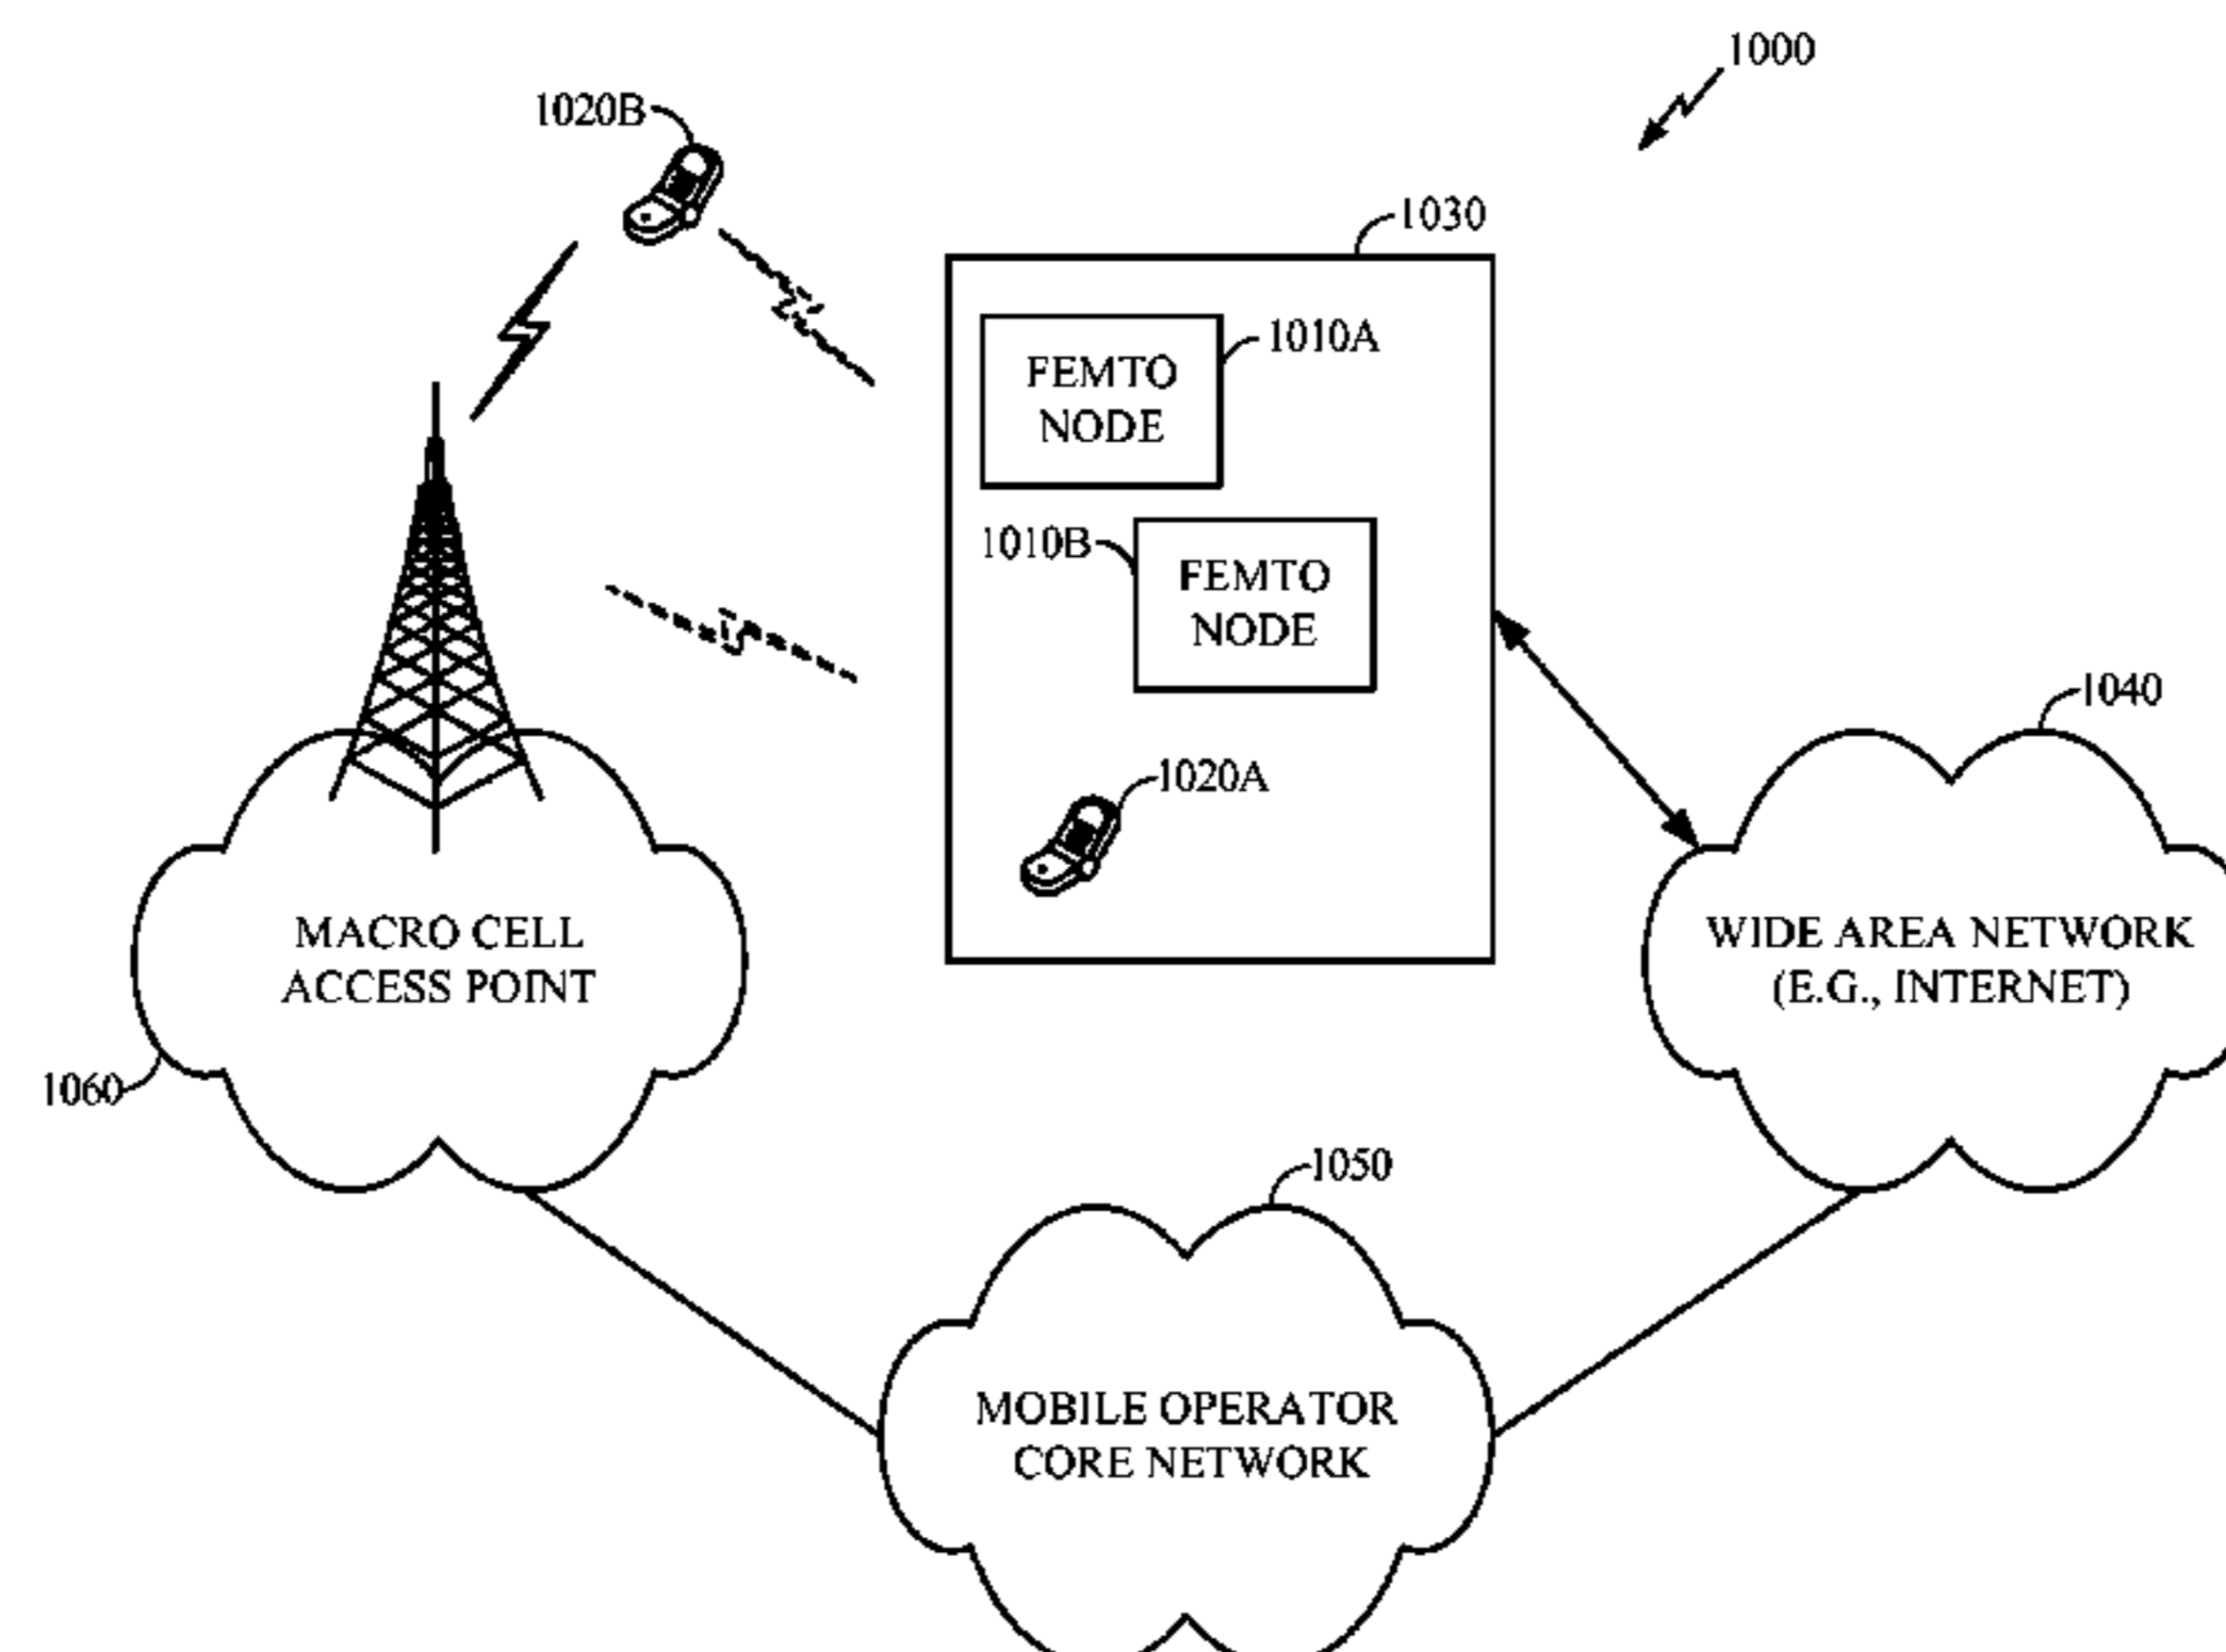 1000
1020B
1030
FEMTO
NODE
1010A
1010B
FEMTO
NODE
1040
1020A
MACRO CELL
ACCESS POINT
WIDE AREA NETWORK
(E.G., INTERNET)
1060
1050
MOBILE OPERATOR
CORE NETWORK